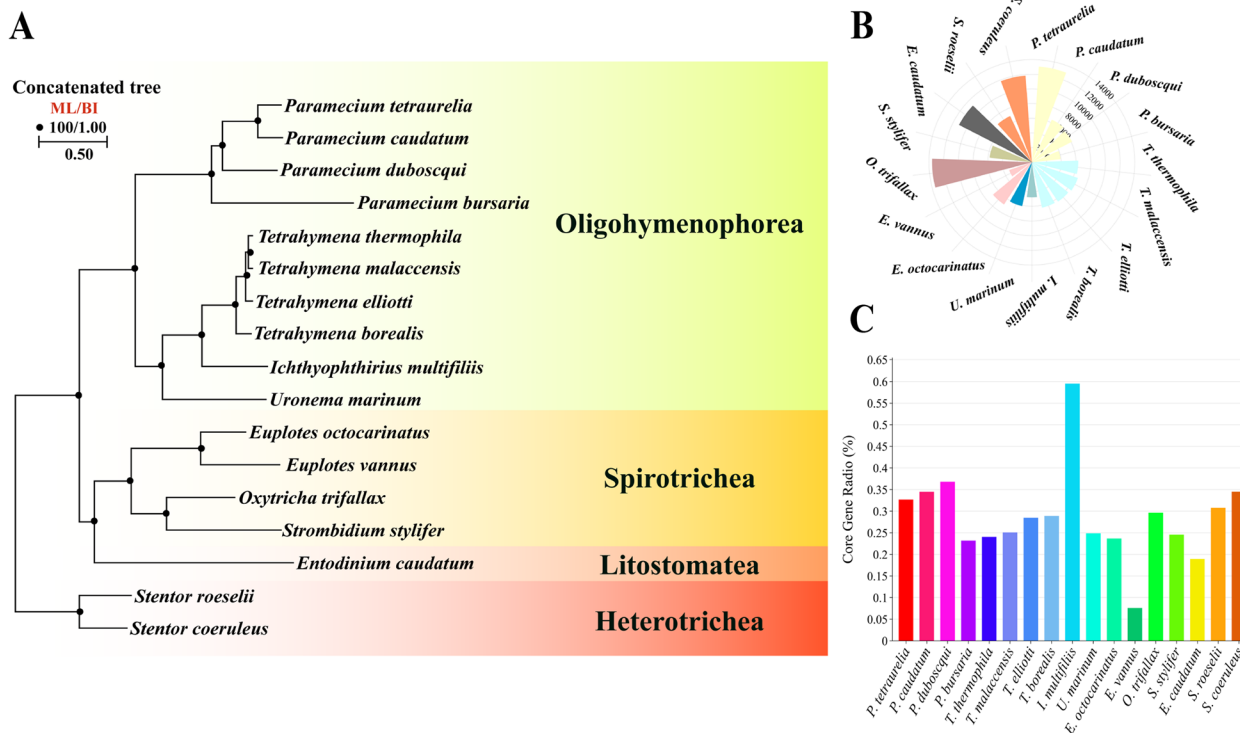 A
Concatenated tree
ML/BI
100/1.00
0.50
Paramecium tetraurelia
Paramecium caudatum
Paramecium duboscqui
Paramecium bursaria
Tetrahymena thermophila
Tetrahymena malaccensis
Tetrahymena elliotti
Tetrahymena borealis
Ichthyophthirius multifiliis
Uronema marinum
Euplotes octocarinatus
Euplotes vannus
Oxytricha trifallax
Strombidium stylifer
Entodinium caudatum
Stentor roeselii
Stentor coeruleus
Oligohymenophorea
Spirotrichea
Litostomatea
Heterotrichea
B
P. tetraurelia
P. caudatum
P. duboscqui
P. bursaria
T. thermophila
T. malaccensis
T. elliotti
T. borealis
I. multifiliis
U. marinum
E. octocarinatus
E. vannus
O. trifallax
S. stylifer
E. caudatum
S. roeselii
coeruleus
14000
12000
10000
8000
C
Core Gene Radio (%)
0.65
0.6
0.55
0.5
0.45
0.4
0.35
0.3
0.25
0.2
0.15
0.1
0.05
0
P. tetraurelia
P. caudatum
P. duboscqui
P. bursaria
T. thermophila
T. malaccensis
T. elliotti
T. borealis
I. multifiliis
U. marinum
E. octocarinatus
E. vannus
O. trifallax
S. stylifer
E. caudatum
S. roeselii
S. coeruleus